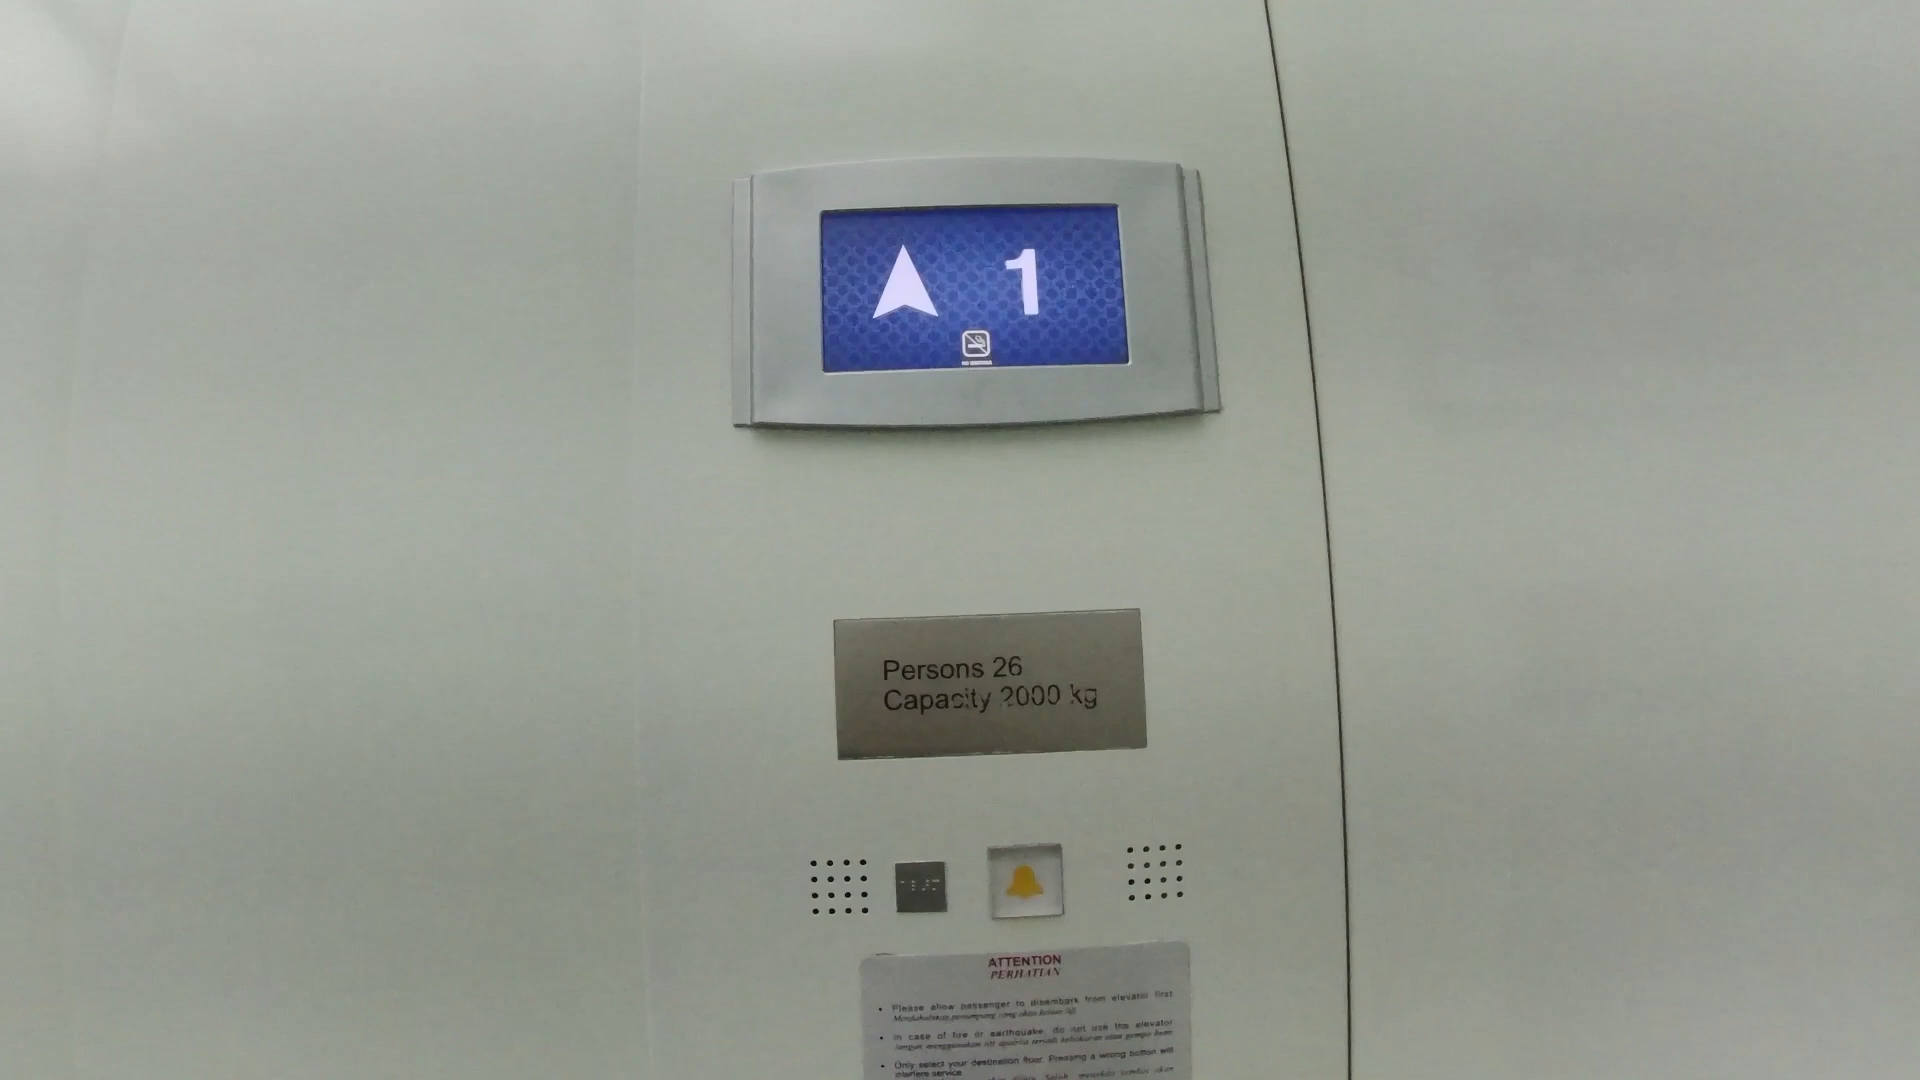 1
Persons 26
Capacity 2000 kg
ATTENTION
PERHATIAN
Please allow passenger to disembark from elevator first
In case of fire or earthquake, do not use the elevator
Only select your destination floor. Pressing a wrong button will
interfere service